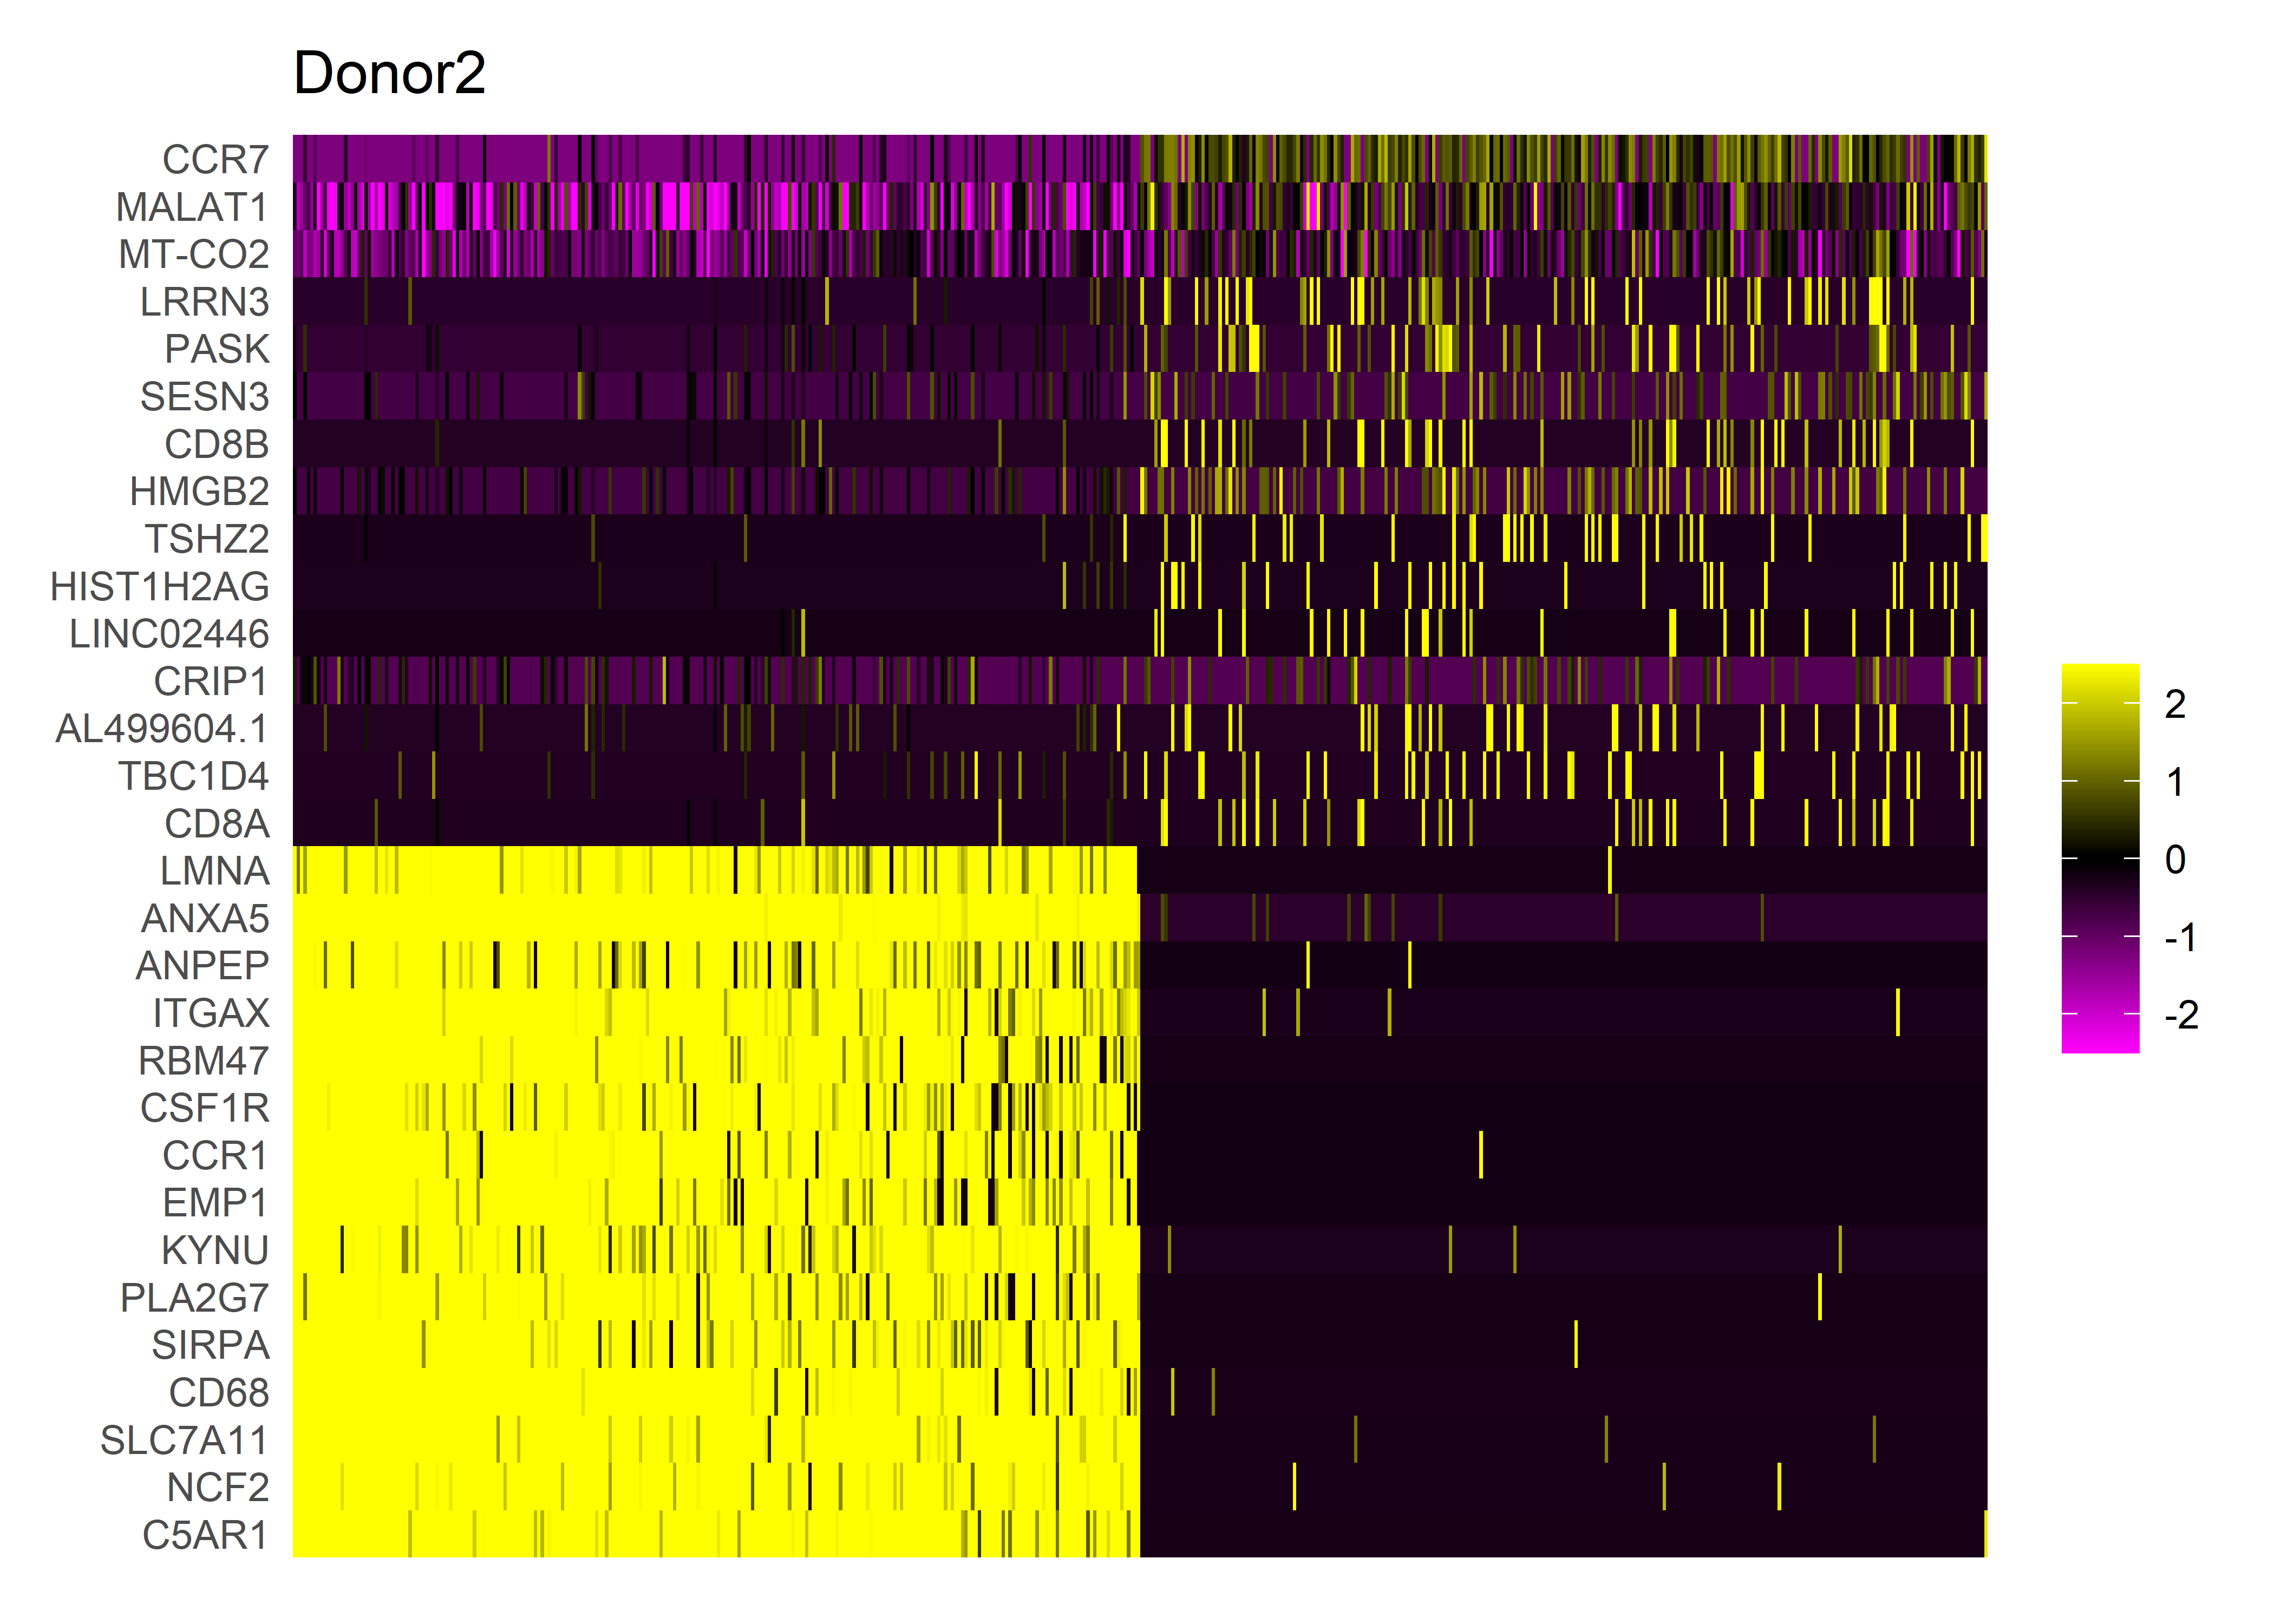 Donor2
CCR7
MALAT1
MT-CO2
LRRN3
PASK
SESN3
CD8B
HMGB2
TSHZ2
HIST1H2AG
LINC02446
CRIP1
AL499604.1
TBC1D4
CD8A
LMNA
ANXA5
ANPEP
ITGAX
RBM47
CSF1R
CCR1
EMP1
KYNU
PLA2G7
SIRPA
CD68
SLC7A11
NCF2
C5AR1
2
1
0
-1
-2